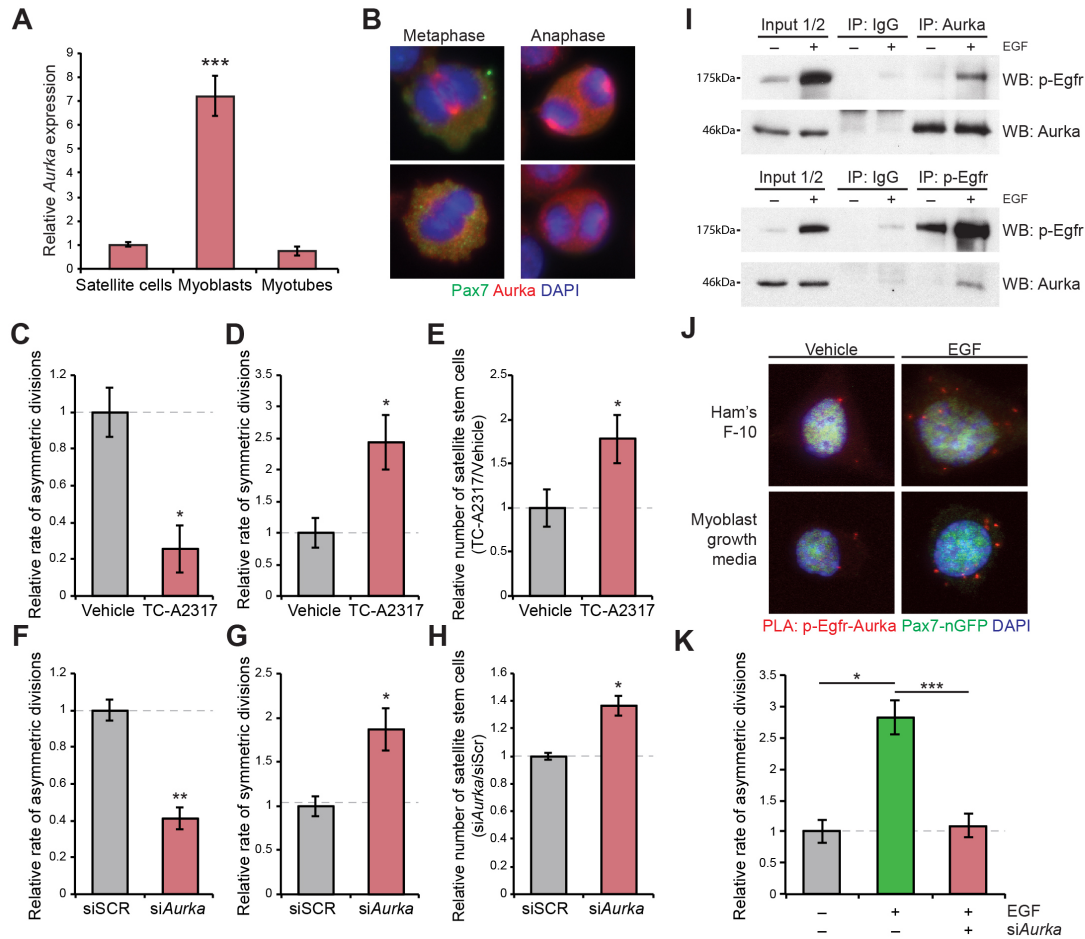 A
Relative Aurka expression
9
8
7
6
5
4
3
2
1
0
***
Satellite cells Myoblasts Myotubes
B
Metaphase Anaphase
Pax7 Aurka DAPI
C
Relative rate of asymmetric divisions
1.2
1
0.8
0.6
0.4
0.2
0
*
Vehicle TC-A2317
D
Relative rate of symmetric divisions
3.5
3
2.5
2
1.5
1
0.5
0
*
Vehicle TC-A2317
E
Relative number of satellite stem cells
(TC-A2317/Vehicle)
2.5
2
1.5
1
0.5
0
*
Vehicle TC-A2317
F
Relative rate of asymmetric divisions
1.2
1
0.8
0.6
0.4
0.2
0
**
siSCR siAurka
G
Relative rate of symmetric divisions
2.5
2
1.5
1
0.5
0
*
siSCR siAurka
H
Relative number of satellite stem cells
(siAurka/siScr)
1.6
1.4
1.2
1
0.8
0.6
0.4
0.2
0
*
siSCR siAurka
I
Input 1/2 IP: IgG IP: Aurka
– + – + – + EGF
175kDa- WB: p-Egfr
46kDa- WB: Aurka
Input 1/2 IP: IgG IP: p-Egfr
– + – + – + EGF
175kDa- WB: p-Egfr
46kDa- WB: Aurka
J
Vehicle EGF
Ham's
F-10
Myoblast
growth
media
PLA: p-Egfr-Aurka Pax7-nGFP DAPI
K
Relative rate of asymmetric divisions
3.5
3
2.5
2
1.5
1
0.5
0
* ***
– + + EGF
– – + siAurka